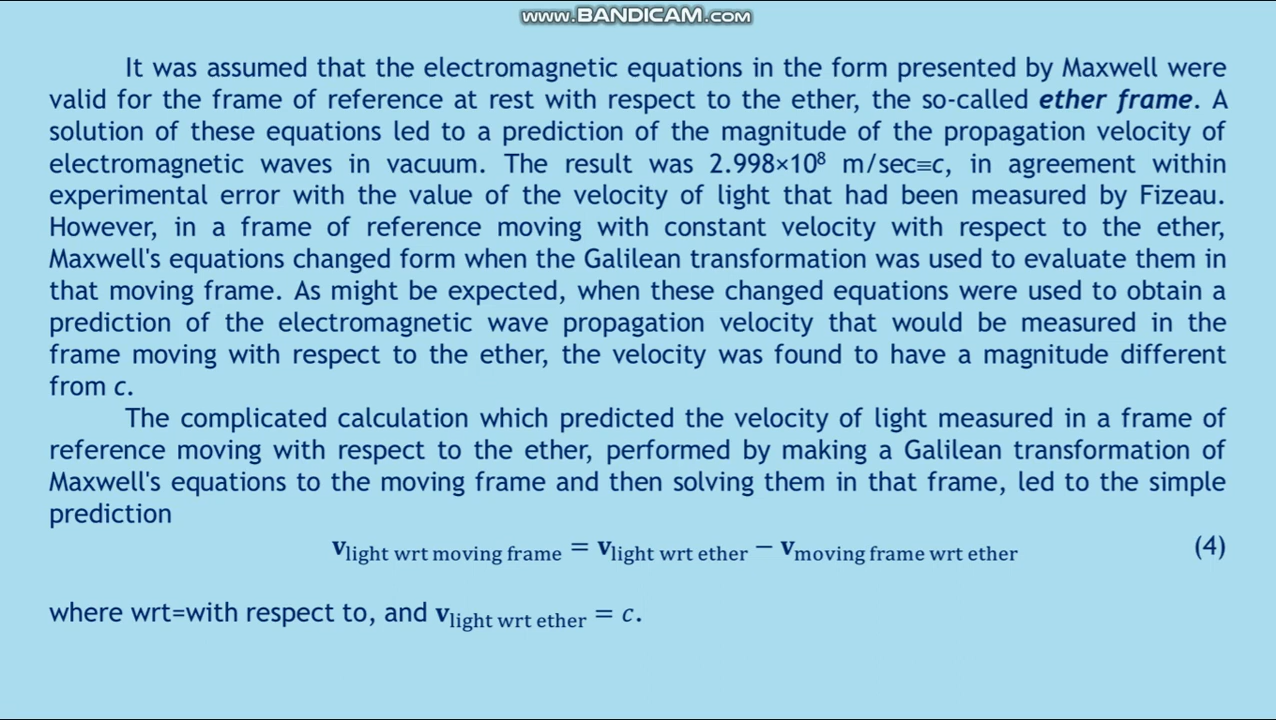 www.BANDICAM.com
It was assumed that the electromagnetic equations in the form presented by Maxwell were
valid for the frame of reference at rest with respect to the ether, the so-called ether frame. A
solution of these equations led to a prediction of the magnitude of the propagation velocity of
electromagnetic waves in vacuum. The result was 2.998×10⁸ m/sec≡c, in agreement within
experimental error with the value of the velocity of light that had been measured by Fizeau.
However, in a frame of reference moving with constant velocity with respect to the ether,
Maxwell's equations changed form when the Galilean transformation was used to evaluate them in
that moving frame. As might be expected, when these changed equations were used to obtain a
prediction of the electromagnetic wave propagation velocity that would be measured in the
frame moving with respect to the ether, the velocity was found to have a magnitude different
from c.
The complicated calculation which predicted the velocity of light measured in a frame of
reference moving with respect to the ether, performed by making a Galilean transformation of
Maxwell's equations to the moving frame and then solving them in that frame, led to the simple
prediction
v light wrt moving frame = v light wrt ether − v moving frame wrt ether (4)
where wrt=with respect to, and v light wrt ether = c.